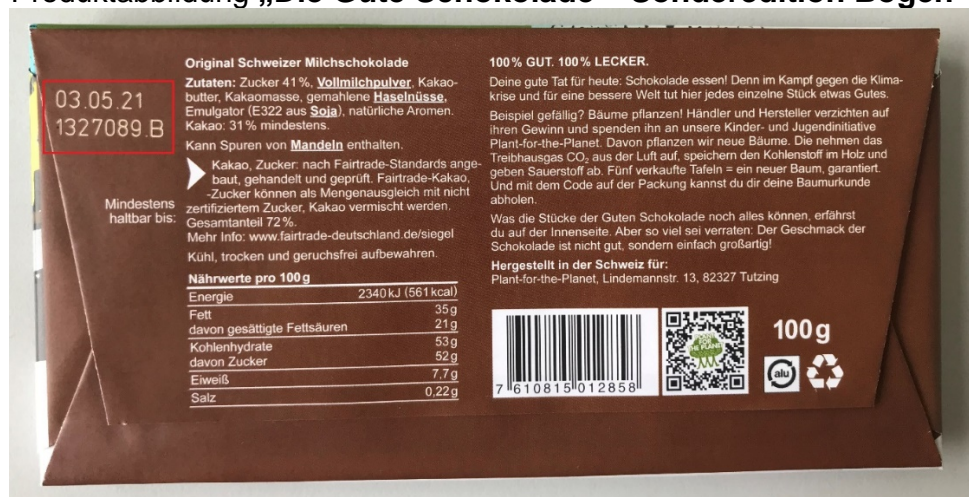 Produktabbildung „Die Gute Schokolade – Sonderedition
03.05.21
1327089.B
Mindestens
haltbar bis:
Original Schweizer Milchschokolade
Zutaten: Zucker 41%, Vollmilchpulver, Kakao-
butter, Kakaomasse, gemahlene Haselnüsse,
Emulgator (E322 aus Soja), natürliche Aromen.
Kakao: 31% mindestens.
Kann Spuren von Mandeln enthalten.
Kakao, Zucker: nach Fairtrade-Standards ange-
baut, gehandelt und geprüft. Fairtrade-Kakao,
-Zucker können als Mengenausgleich mit nicht
zertifiziertem Zucker, Kakao vermischt werden.
Gesamtanteil 72%.
Mehr Info: www.fairtrade-deutschland.de/siegel
Kühl, trocken und geruchsfrei aufbewahren.
Nährwerte pro 100g
Energie 2340kJ (561kcal)
Fett 35g
davon gesättigte Fettsäuren 21g
Kohlenhydrate 53g
davon Zucker 52g
Eiweiß 7,7g
Salz 0,22g
100% GUT. 100% LECKER.
Deine gute Tat für heute: Schokolade essen! Denn im Kampf gegen die Klima-
krise und für eine bessere Welt tut hier jedes einzelne Stück etwas Gutes.
Beispiel gefällig? Bäume pflanzen! Händler und Hersteller verzichten auf
ihren Gewinn und spenden ihn an unsere Kinder- und Jugendinitiative
Plant-for-the-Planet. Davon pflanzen wir neue Bäume. Die nehmen das
Treibhausgas CO₂ aus der Luft auf, speichern den Kohlenstoff im Holz und
geben Sauerstoff ab. Fünf verkaufte Tafeln = ein neuer Baum, garantiert.
Und mit dem Code auf der Packung kannst du dir deine Baumurkunde
abholen.
Was die Stücke der Guten Schokolade noch alles können, erfährst
du auf der Innenseite. Aber so viel sei verraten: Der Geschmack der
Schokolade ist nicht gut, sondern einfach großartig!
Hergestellt in der Schweiz für:
Plant-for-the-Planet, Lindemannstr. 13, 82327 Tutzing
7 610815 012858
100g
alu